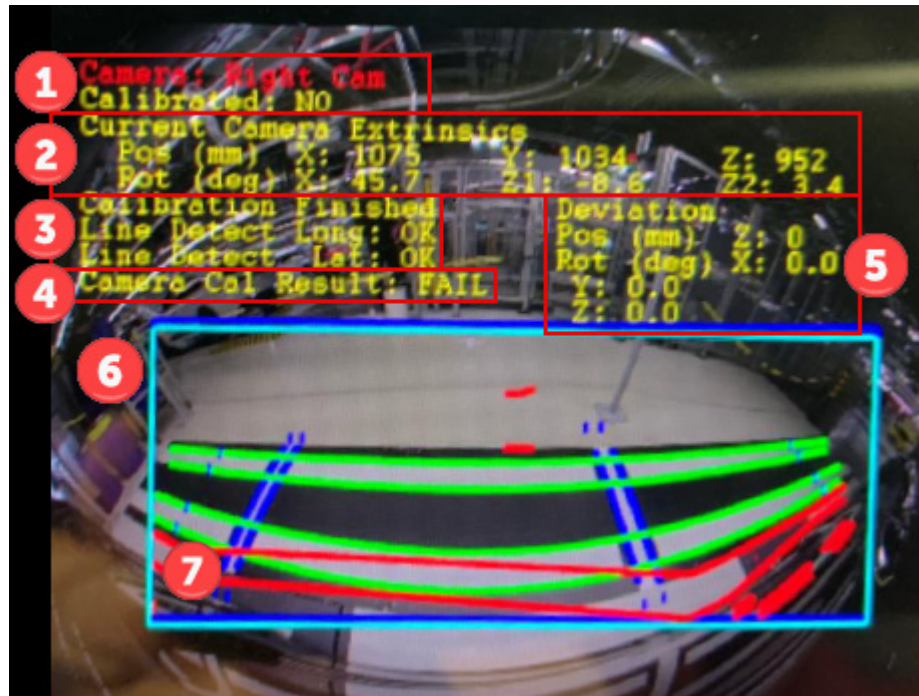 1
Camera: Right Cam
Calibrated: NO
2
Current Camera Extrinsics
Pos (mm) X: 1075 Y: 1034 Z: 952
Rot (deg) X: 45.7 Z1: -8.6 Z2: 3.4
3
Calibration Finished
Line Detect Long: OK
Line Detect Lat: OK
4
Camera Cal Result: FAIL
5
Deviation:
Pos (mm) Z: 0
Rot (deg) X: 0.0
Y: 0.0
Z: 0.0
6
7